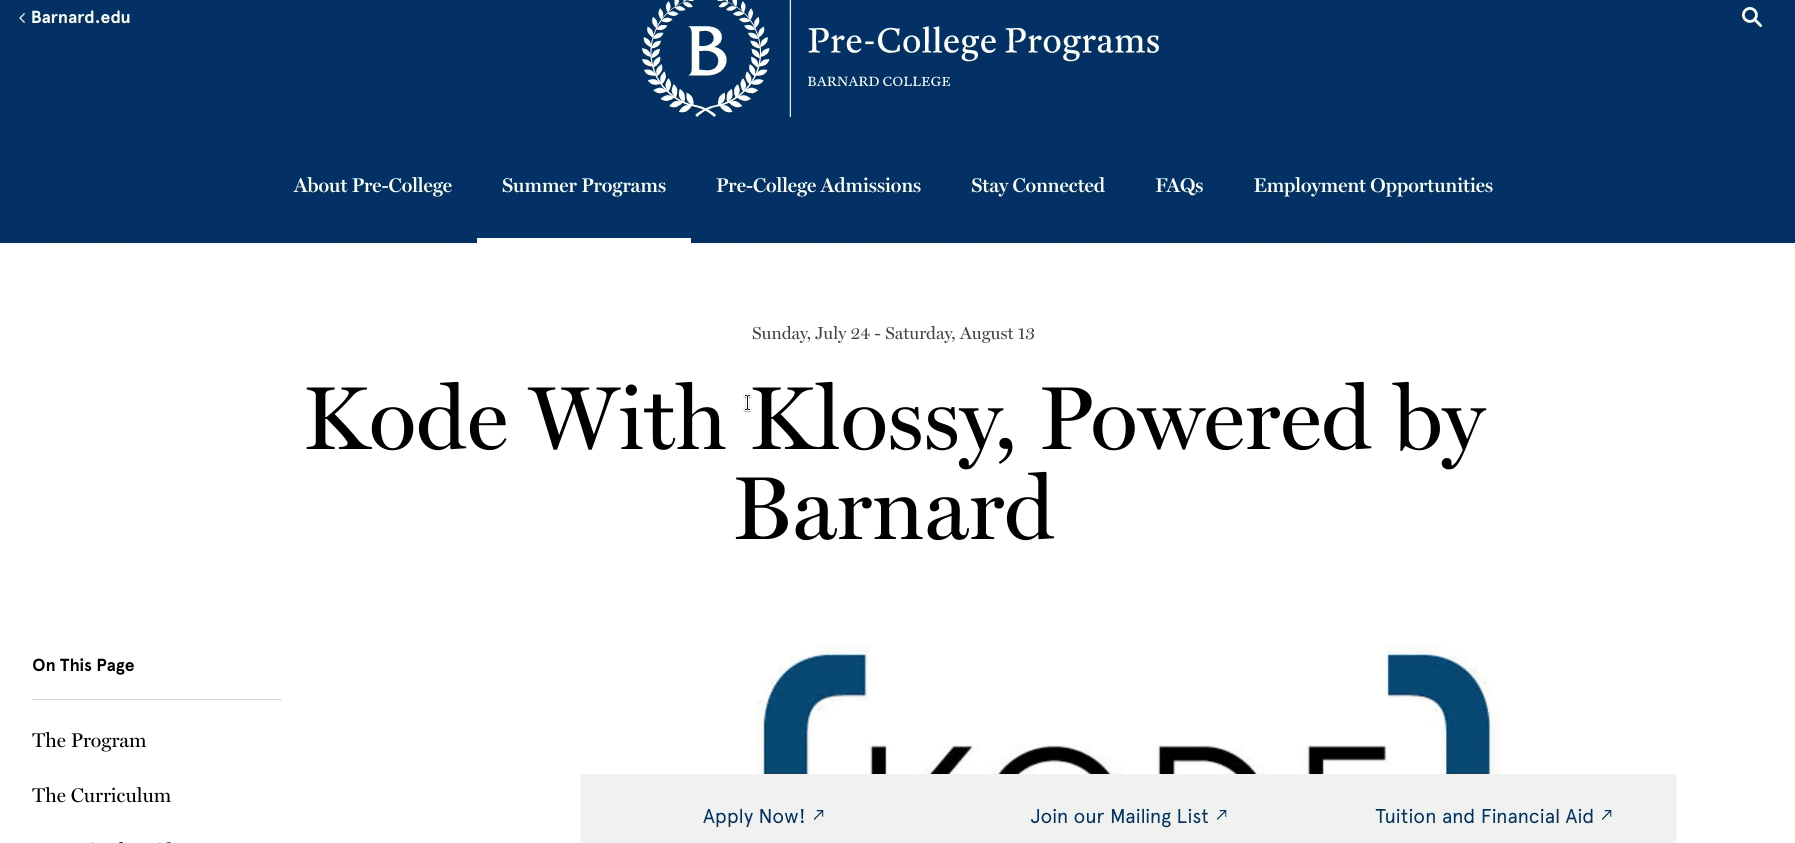 Barnard.edu
B
Pre-College Programs
BARNARD COLLEGE
About Pre-College
Summer Programs
Pre-College Admissions
Stay Connected
FAQs
Employment Opportunities
Sunday, July 24 - Saturday, August 13
Kode With Klossy, Powered by
Barnard
On This Page
The Program
The Curriculum
KODE
Apply Now! ↗
Join our Mailing List ↗
Tuition and Financial Aid ↗